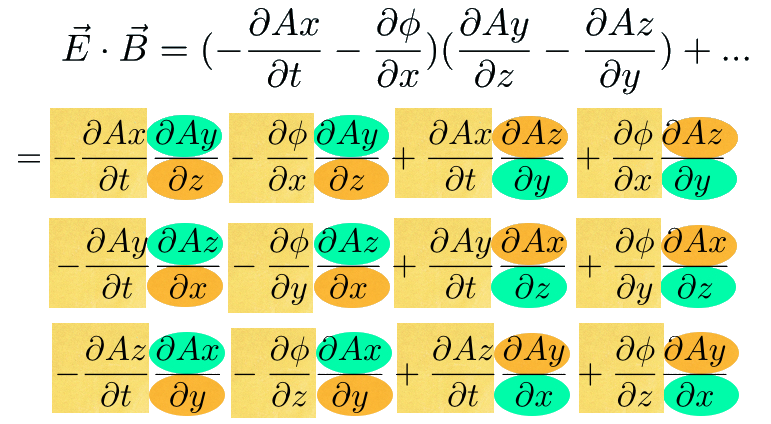 $\vec{E} \cdot \vec{B} = (-\frac{\partial Ax}{\partial t} - \frac{\partial \phi}{\partial x})(\frac{\partial Ay}{\partial z} - \frac{\partial Az}{\partial y}) + ...$
$= -\frac{\partial Ax}{\partial t}\frac{\partial Ay}{\partial z} - \frac{\partial \phi}{\partial x}\frac{\partial Ay}{\partial z} + \frac{\partial Ax}{\partial t}\frac{\partial Az}{\partial y} + \frac{\partial \phi}{\partial x}\frac{\partial Az}{\partial y}$
$-\frac{\partial Ay}{\partial t}\frac{\partial Az}{\partial x} - \frac{\partial \phi}{\partial y}\frac{\partial Az}{\partial x} + \frac{\partial Ay}{\partial t}\frac{\partial Ax}{\partial z} + \frac{\partial \phi}{\partial y}\frac{\partial Ax}{\partial z}$
$-\frac{\partial Az}{\partial t}\frac{\partial Ax}{\partial y} - \frac{\partial \phi}{\partial z}\frac{\partial Ax}{\partial y} + \frac{\partial Az}{\partial t}\frac{\partial Ay}{\partial x} + \frac{\partial \phi}{\partial z}\frac{\partial Ay}{\partial x}$